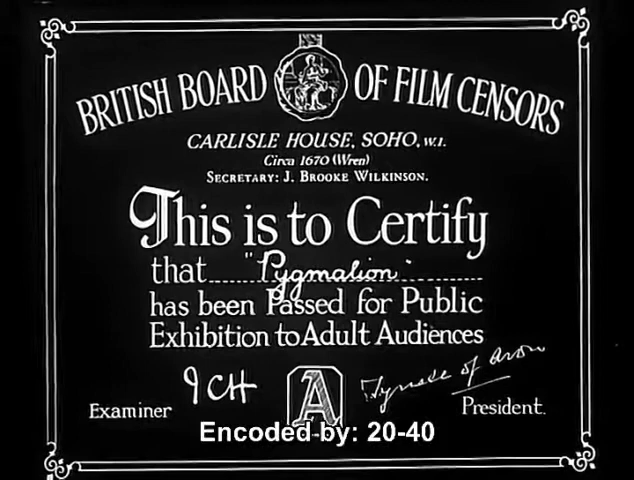 BRITISH BOARD OF FILM CENSORS
CARLISLE HOUSE, SOHO, W.1.
Circa 1670 (Wren)
SECRETARY: J. BROOKE WILKINSON.
This is to Certify
that "Pygmalion"
has been Passed for Public
Exhibition to Adult Audiences
JCH
A
Tyrrell of Avon
Examiner
President.
Encoded by: 20-40